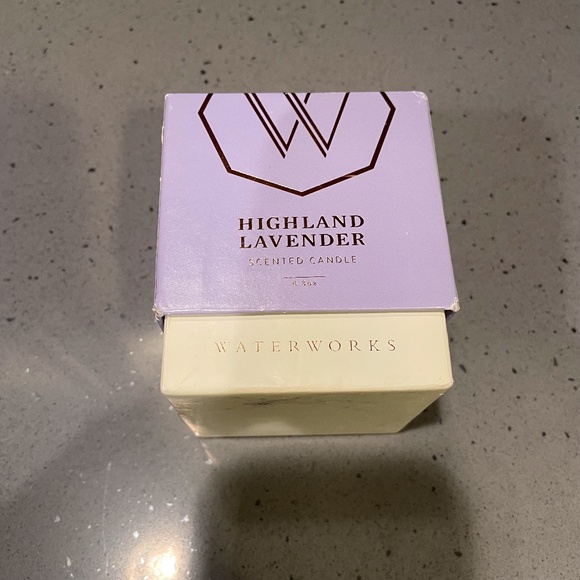 W
HIGHLAND
LAVENDER
SCENTED CANDLE
WATERWORKS